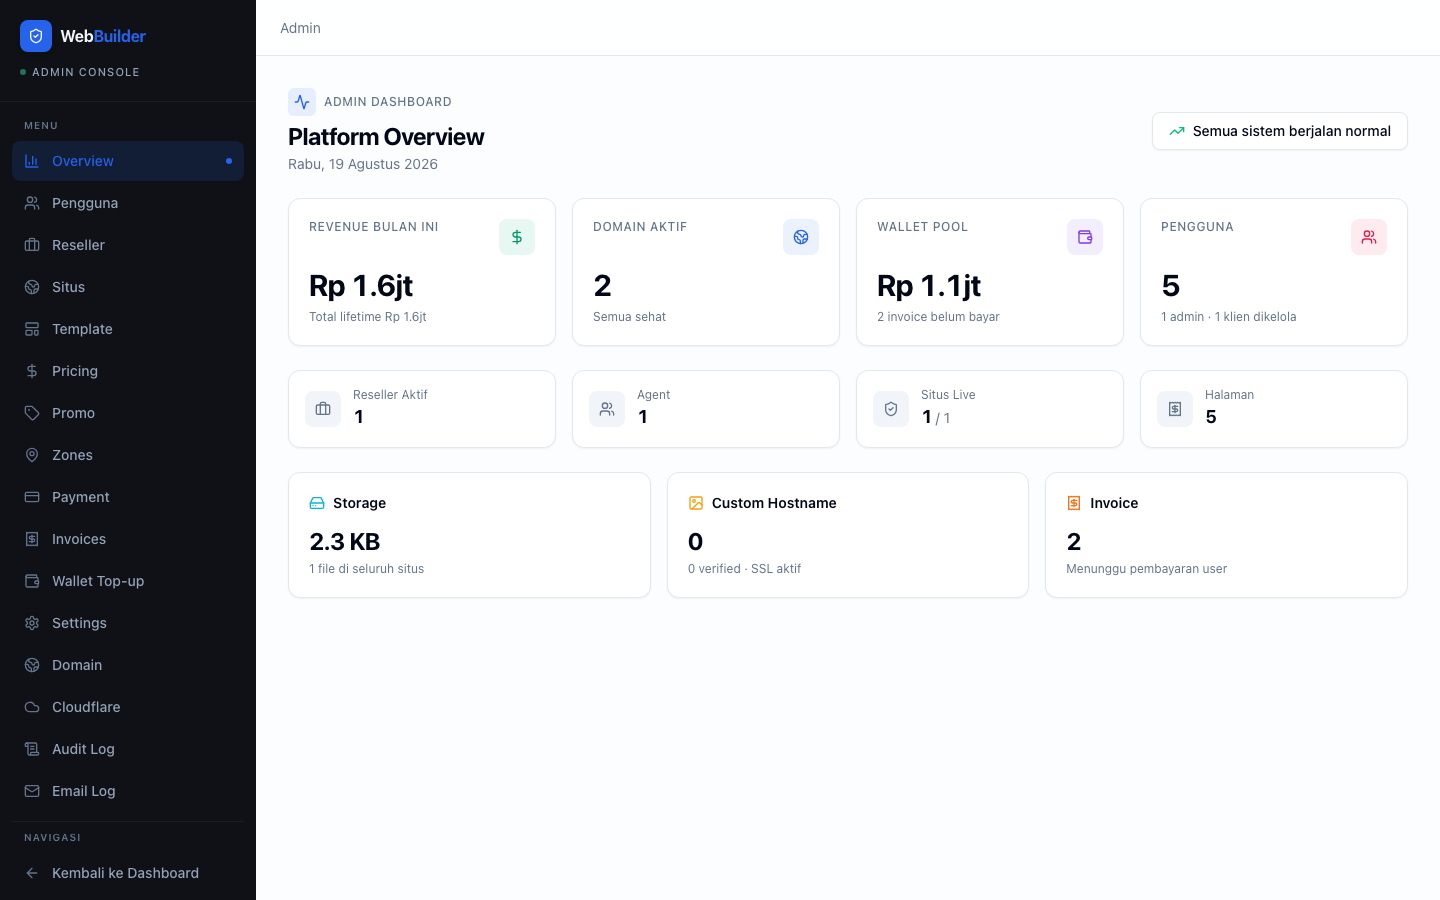 WebBuilder
ADMIN CONSOLE
MENU
Overview
Pengguna
Reseller
Situs
Template
Pricing
Promo
Zones
Payment
Invoices
Wallet Top-up
Settings
Domain
Cloudflare
Audit Log
Email Log
NAVIGASI
Kembali ke Dashboard
Admin
ADMIN DASHBOARD
Platform Overview
Rabu, 19 Agustus 2026
Semua sistem berjalan normal
REVENUE BULAN INI
Rp 1.6jt
Total lifetime Rp 1.6jt
DOMAIN AKTIF
2
Semua sehat
WALLET POOL
Rp 1.1jt
2 invoice belum bayar
PENGGUNA
5
1 admin · 1 klien dikelola
Reseller Aktif
1
Agent
1
Situs Live
1 / 1
Halaman
5
Storage
2.3 KB
1 file di seluruh situs
Custom Hostname
0
0 verified · SSL aktif
Invoice
2
Menunggu pembayaran user